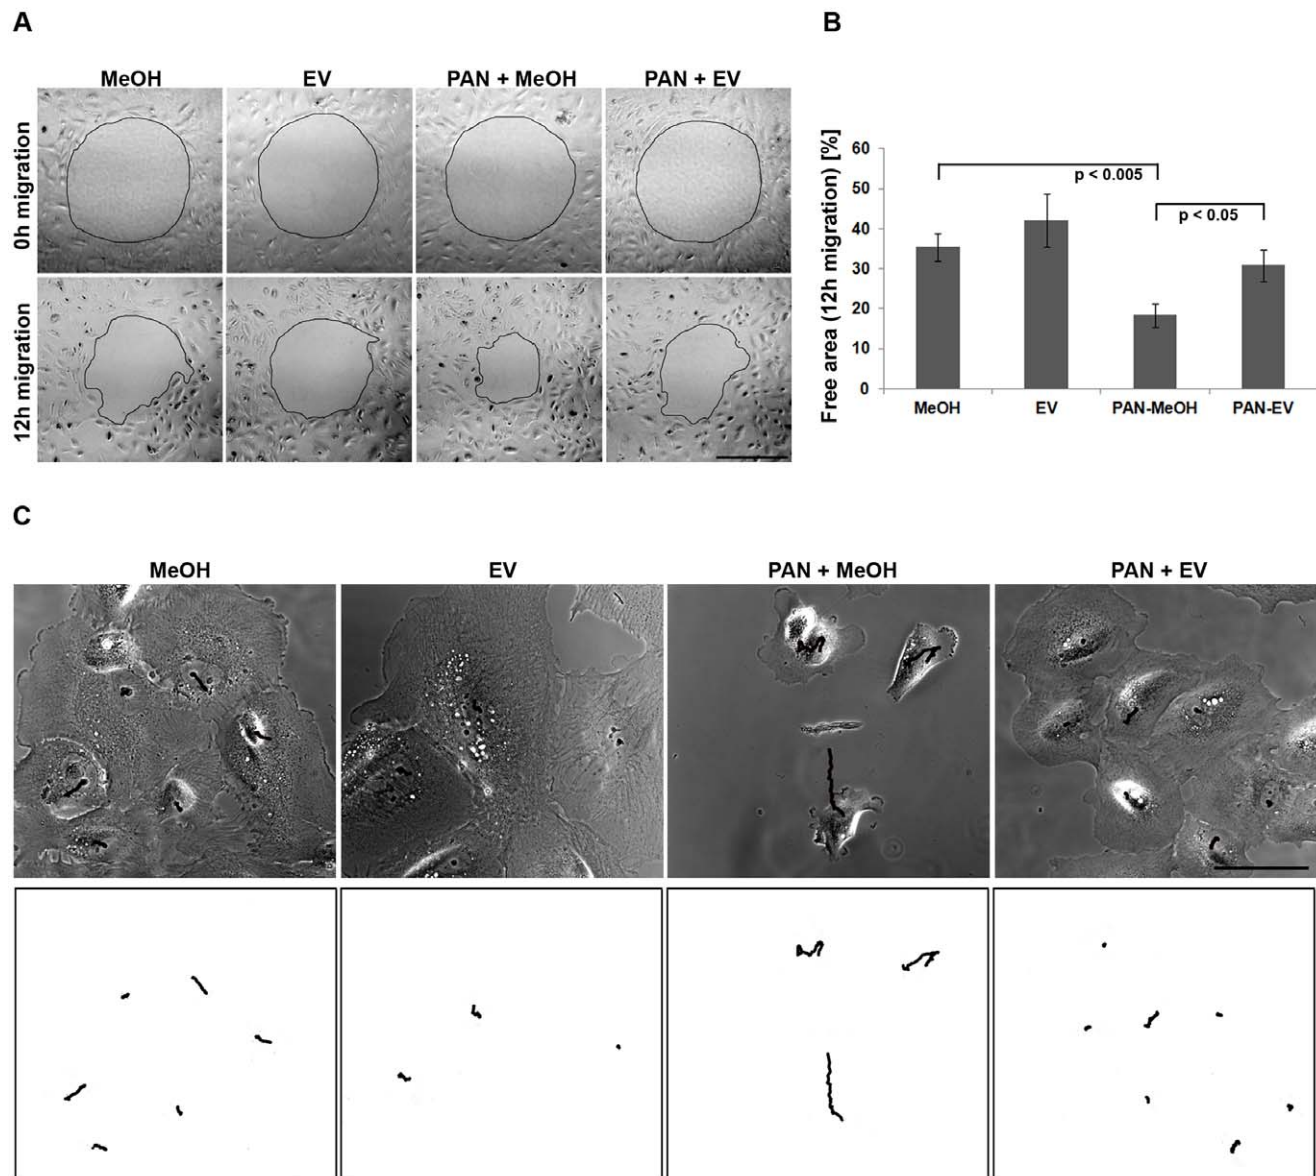 A
MeOH EV PAN + MeOH PAN + EV
0h migration
12h migration
B
Free area (12h migration) [%]
60
50
40
30
20
10
0
p < 0.005
p < 0.05
MeOH EV PAN-MeOH PAN-EV
C
MeOH EV PAN + MeOH PAN + EV